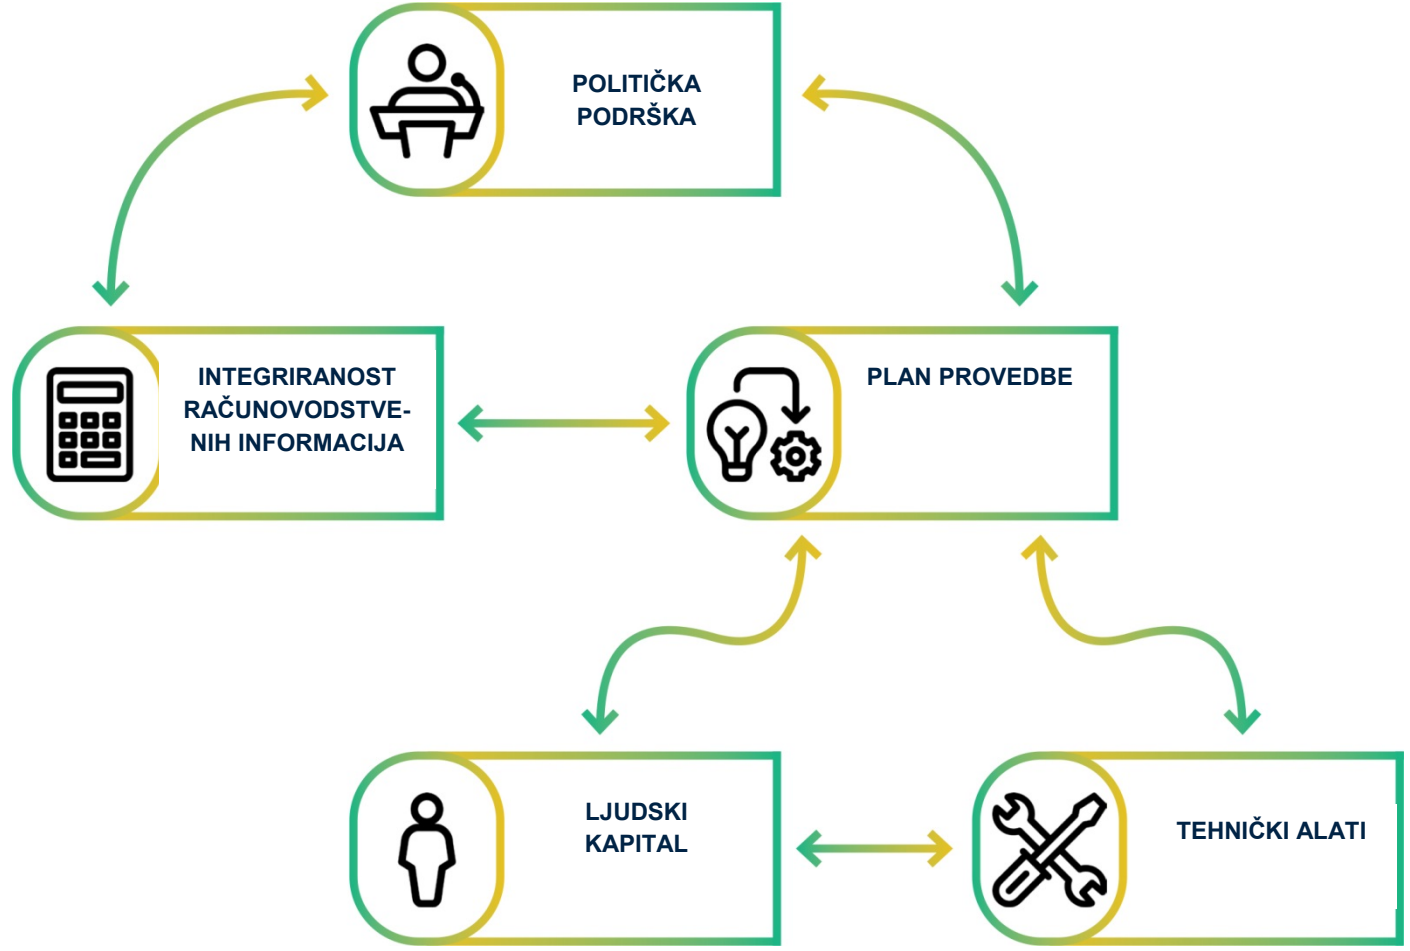 POLITIČKA
PODRŠKA
INTEGRIRANOST
RAČUNOVODSTVE-
NIH INFORMACIJA
PLAN PROVEDBE
LJUDSKI
KAPITAL
TEHNIČKI ALATI